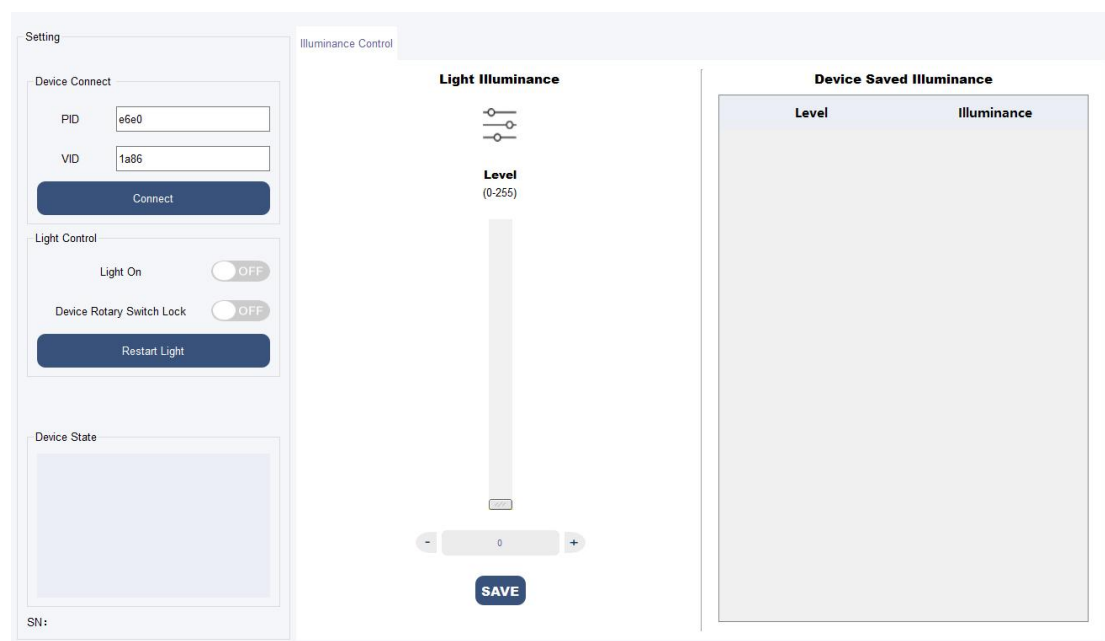 Setting
Device Connect
PID e6e0
VID 1a86
Connect
Light Control
Light On OFF
Device Rotary Switch Lock OFF
Restart Light
Device State
SN:
Illuminance Control
Light Illuminance
Level
(0-255)
- 0 +
SAVE
Device Saved Illuminance
Level Illuminance